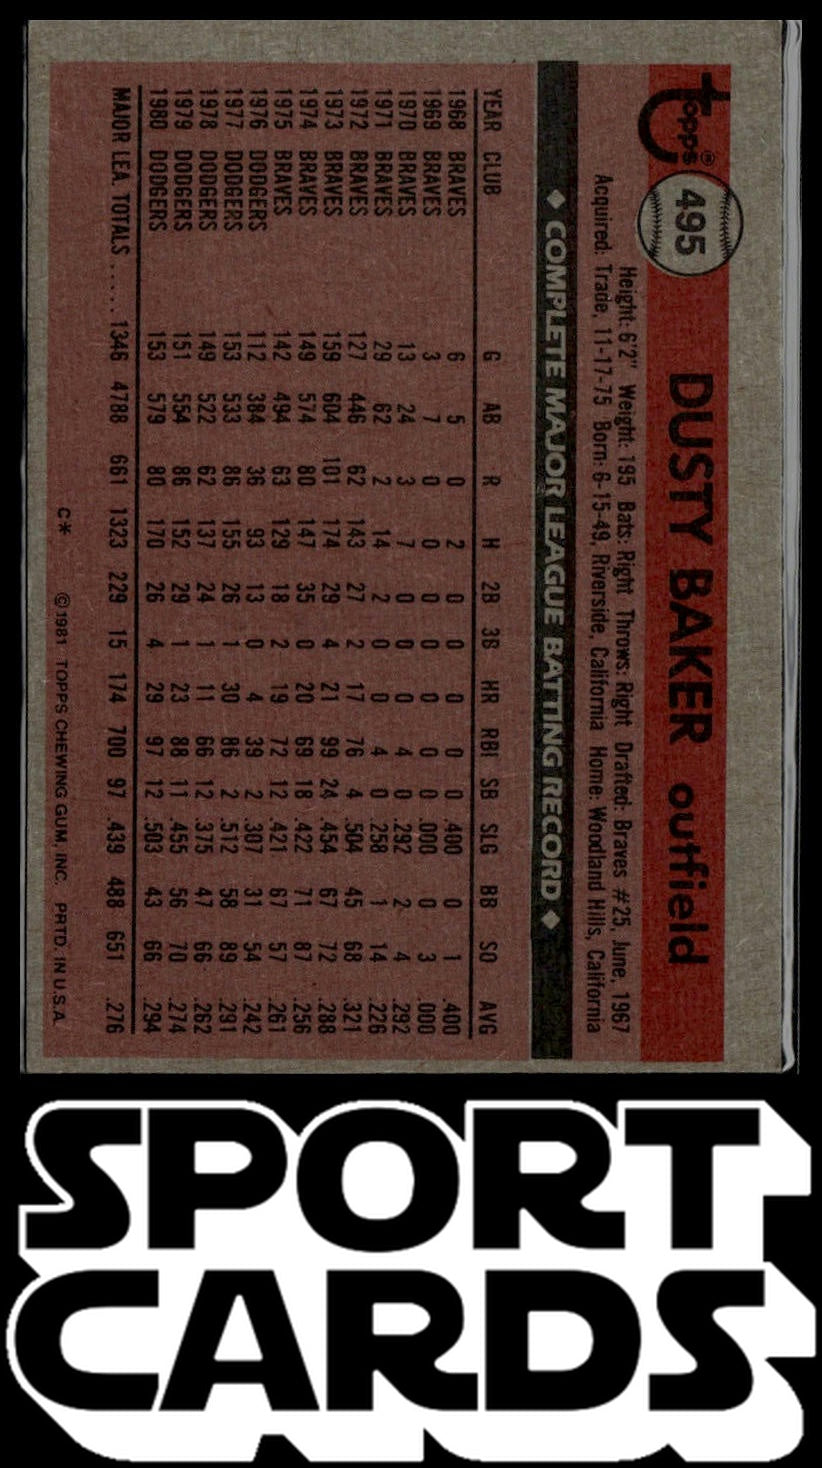 topps®
495
DUSTY BAKER outfield
Height: 6'2" Weight: 195 Bats: Right Throws: Right Drafted: Braves #25, June, 1967
Acquired: Trade, 11-17-75 Born: 6-15-49, Riverside, California Home: Woodland Hills, California
◆ COMPLETE MAJOR LEAGUE BATTING RECORD ◆
YEAR CLUB G AB R H 2B 3B HR RBI SB SLG BB SO AVG
1968 BRAVES 6 5 0 2 0 0 0 0 0 .400 0 1 .400
1969 BRAVES 3 7 0 0 0 0 0 0 0 .000 0 3 .000
1970 BRAVES 13 24 3 7 0 0 0 4 0 .292 2 4 .292
1971 BRAVES 29 62 2 14 2 0 0 4 0 .258 1 14 .226
1972 BRAVES 127 446 62 143 27 2 17 76 4 .504 45 68 .321
1973 BRAVES 159 604 101 174 29 4 21 99 24 .454 67 72 .288
1974 BRAVES 149 574 80 147 35 0 20 69 18 .422 71 87 .256
1975 BRAVES 142 494 63 129 18 2 19 72 12 .421 67 57 .261
1976 DODGERS 112 384 36 93 13 0 4 39 2 .307 31 54 .242
1977 DODGERS 153 533 86 155 26 1 30 86 2 .512 58 89 .291
1978 DODGERS 149 522 62 137 24 1 11 66 12 .375 47 66 .262
1979 DODGERS 151 554 86 152 29 1 23 88 11 .455 56 70 .274
1980 DODGERS 153 579 80 170 26 4 29 97 12 .503 43 66 .294
MAJOR LEA. TOTALS ..... 1346 4788 661 1323 229 15 174 700 97 .439 488 651 .276
C* ©1981 TOPPS CHEWING GUM, INC. PRTD. IN U.S.A.
SPORT
CARDS